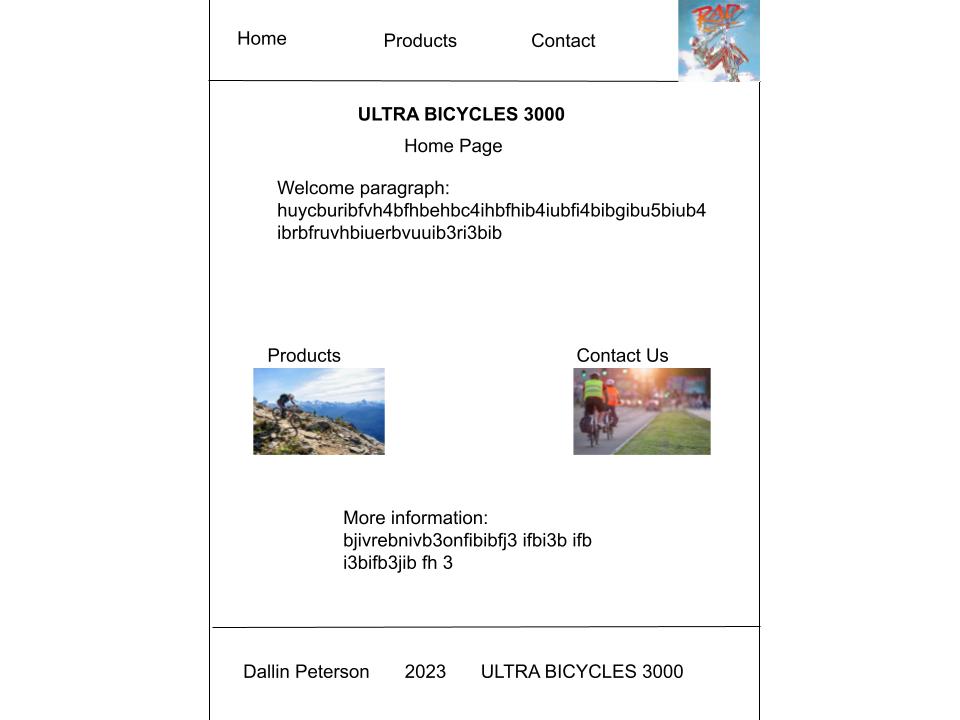 Home Products Contact
RAD
ULTRA BICYCLES 3000
Home Page
Welcome paragraph:
huycburibfvh4bfhbehbc4ihbfhib4iubfi4bibgibu5biub4
ibrbfruvhbiuerbvuuib3ri3bib
Products Contact Us
More information:
bjivrebnivb3onfibibfj3 ifbi3b ifb
i3bifb3jib fh 3
Dallin Peterson 2023 ULTRA BICYCLES 3000